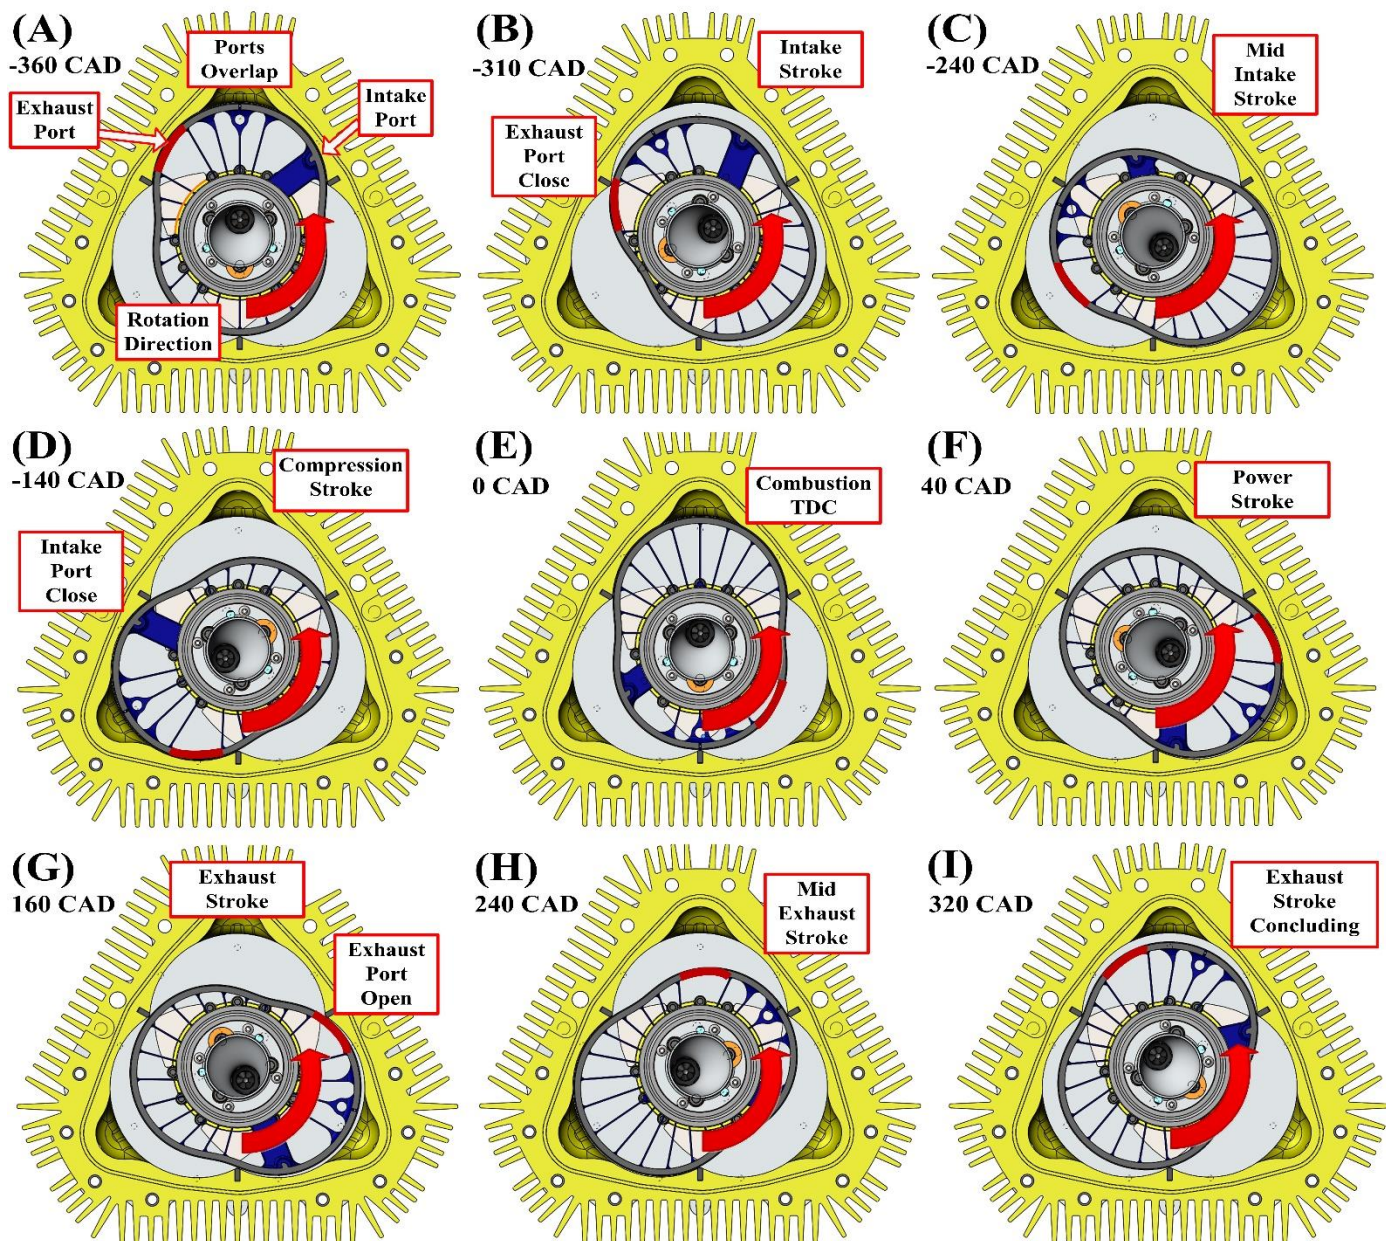 (A)
-360 CAD
Ports
Overlap
Exhaust
Port
Intake
Port
Rotation
Direction
(B)
-310 CAD
Intake
Stroke
Exhaust
Port
Close
(C)
-240 CAD
Mid
Intake
Stroke
(D)
-140 CAD
Compression
Stroke
Intake
Port
Close
(E)
0 CAD
Combustion
TDC
(F)
40 CAD
Power
Stroke
(G)
160 CAD
Exhaust
Stroke
Exhaust
Port
Open
(H)
240 CAD
Mid
Exhaust
Stroke
(I)
320 CAD
Exhaust
Stroke
Concluding